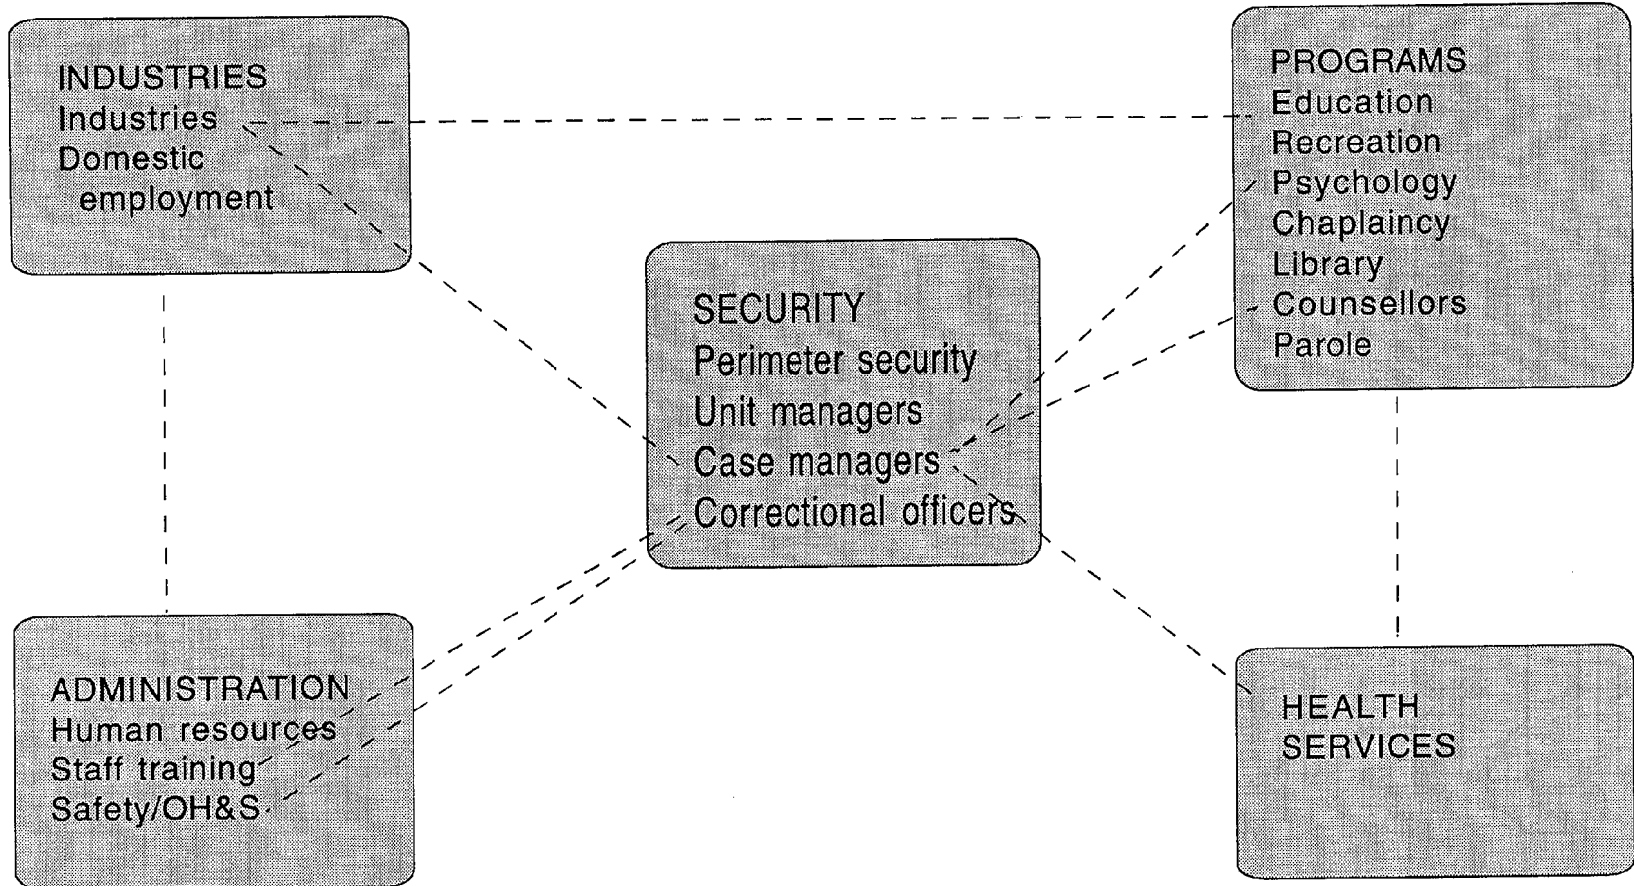 INDUSTRIES
Industries
Domestic
employment
PROGRAMS
Education
Recreation
Psychology
Chaplaincy
Library
Counsellors
Parole
SECURITY
Perimeter security
Unit managers
Case managers
Correctional officers
ADMINISTRATION
Human resources
Staff training
Safety/OH&S
HEALTH
SERVICES